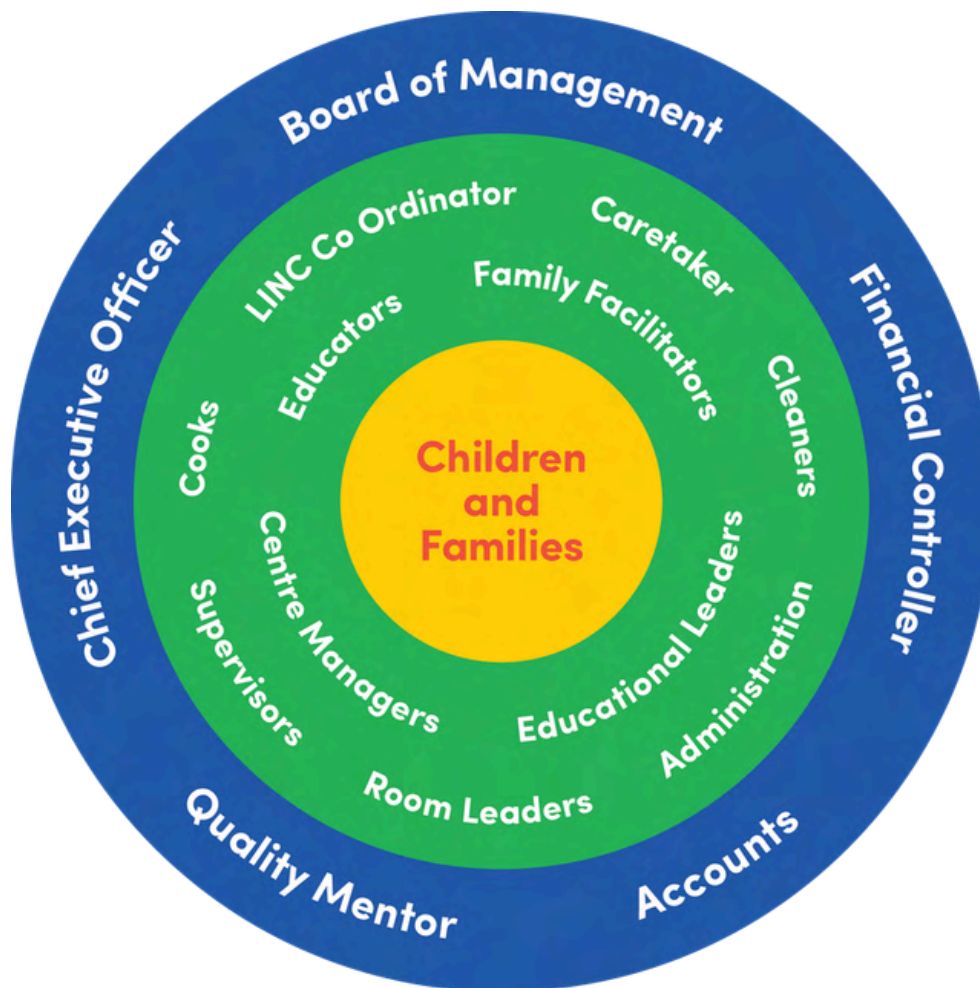 Board of Management
Chief Executive Officer
Financial Controller
Quality Mentor
Accounts
LINC Co Ordinator
Caretaker
Cooks
Cleaners
Supervisors
Administration
Room Leaders
Educators
Family Facilitators
Centre Managers
Educational Leaders
Children
and
Families